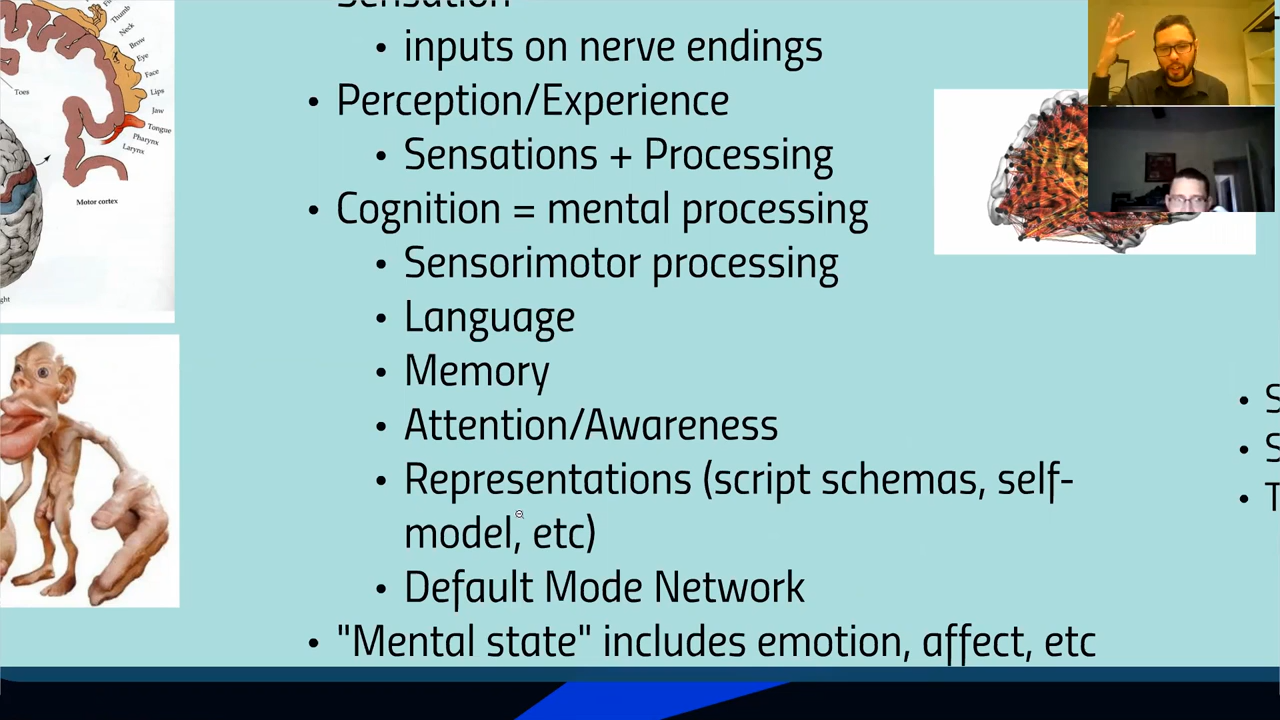 Sensation
• inputs on nerve endings
• Perception/Experience
• Sensations + Processing
• Cognition = mental processing
• Sensorimotor processing
• Language
• Memory
• Attention/Awareness
• Representations (script schemas, self-
model, etc)
• Default Mode Network
• "Mental state" includes emotion, affect, etc
Thumb
Neck
Brow
Eye
Face
Lips
Jaw
Tongue
Pharynx
Larynx
Toes
Motor cortex
• S
• S
• T